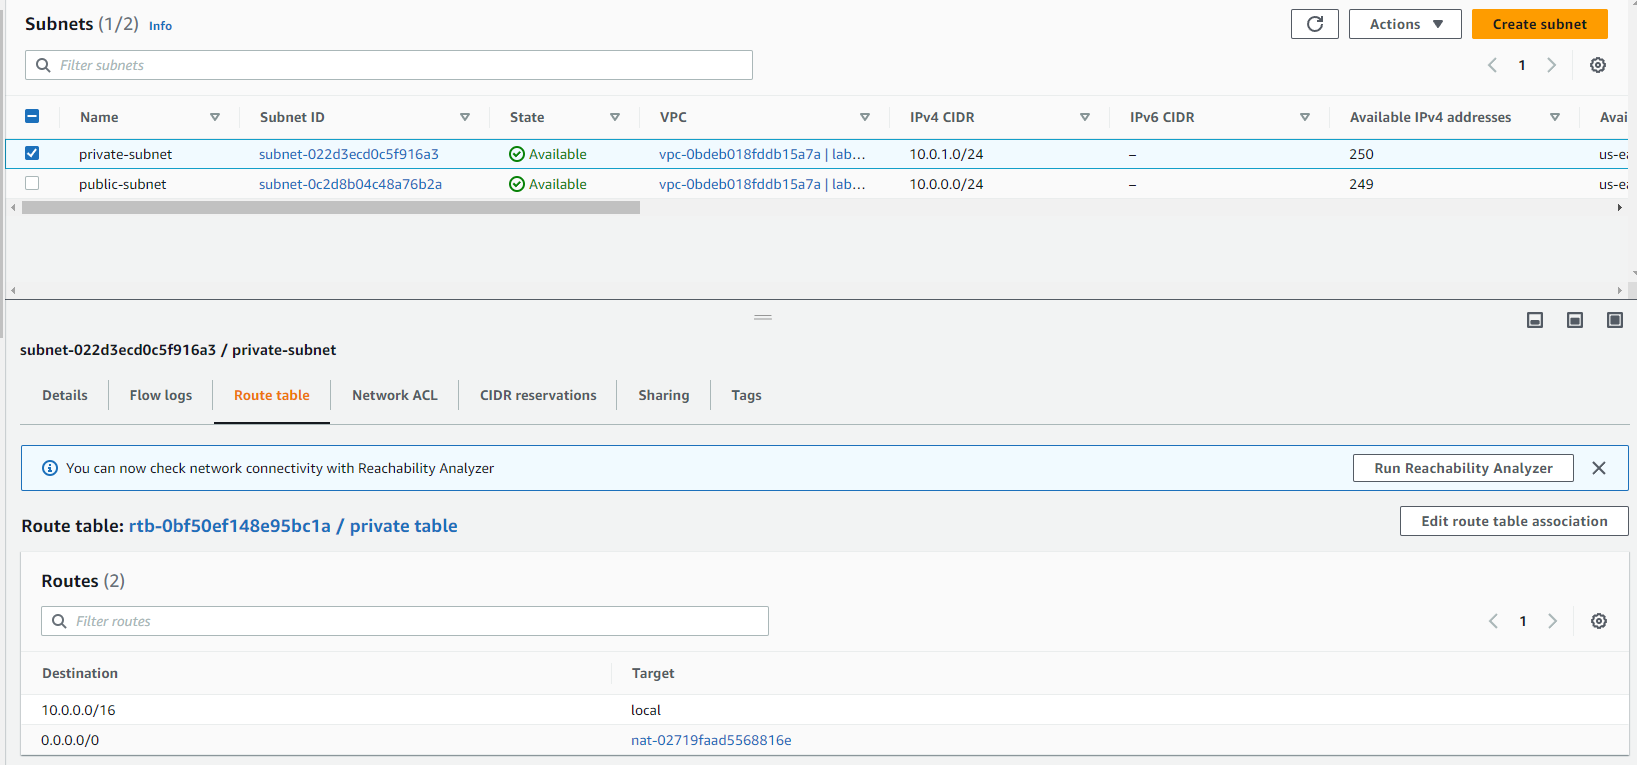 Subnets (1/2) Info
Actions
Create subnet
Filter subnets
1
Name Subnet ID State VPC IPv4 CIDR IPv6 CIDR Available IPv4 addresses Avai
private-subnet subnet-022d3ecd0c5f916a3 Available vpc-0bdeb018fddb15a7a | lab... 10.0.1.0/24 – 250 us-ea
public-subnet subnet-0c2d8b04c48a76b2a Available vpc-0bdeb018fddb15a7a | lab... 10.0.0.0/24 – 249 us-ea
subnet-022d3ecd0c5f916a3 / private-subnet
Details Flow logs Route table Network ACL CIDR reservations Sharing Tags
You can now check network connectivity with Reachability Analyzer
Run Reachability Analyzer
Route table: rtb-0bf50ef148e95bc1a / private table
Edit route table association
Routes (2)
Filter routes
1
Destination Target
10.0.0.0/16 local
0.0.0.0/0 nat-02719faad5568816e